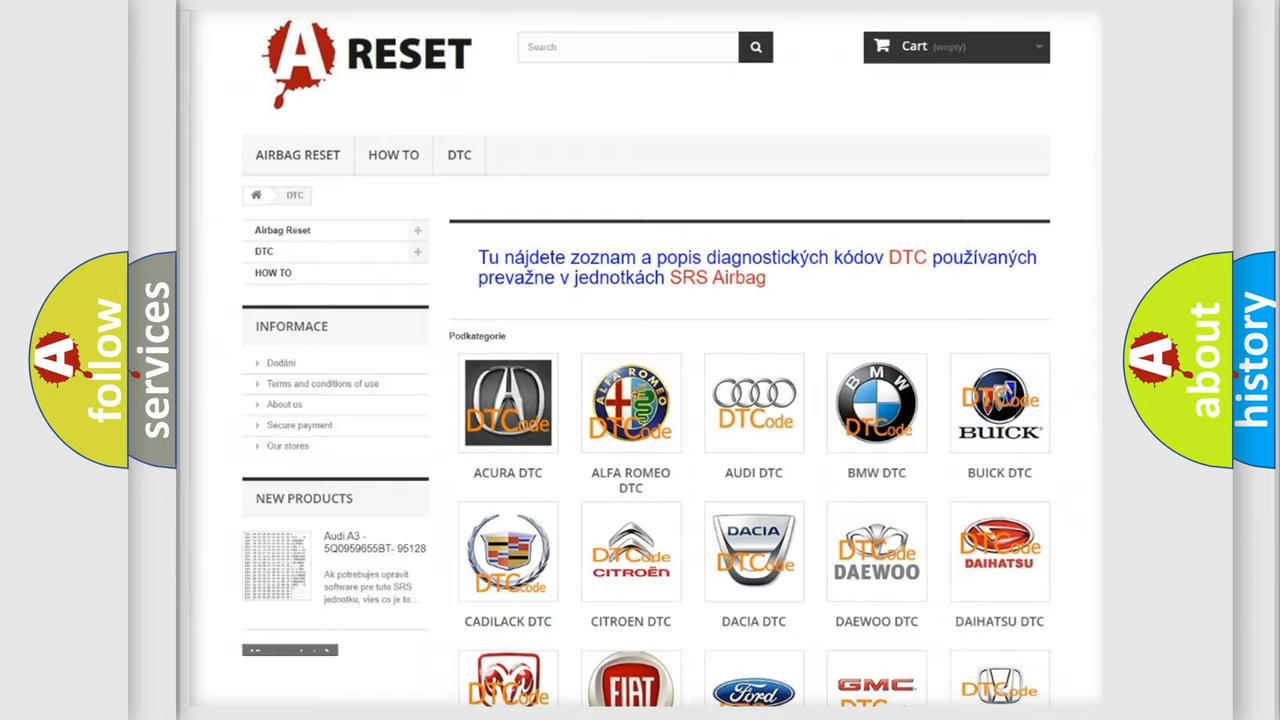 A RESET
Search
Cart (empty)
AIRBAG RESET
HOW TO
DTC
DTC
Airbag Reset
DTC
HOW TO
Tu nájdete zoznam a popis diagnostických kódov DTC používaných
prevažne v jednotkách SRS Airbag
INFORMACE
Dodání
Terms and conditions of use
About us
Secure payment
Our stores
NEW PRODUCTS
Audi A3 -
5Q0959655BT- 95128
Ak potrebujes upravit
software pre tuto SRS
jednotku, vies co je to...
Podkategorie
DTCode
ALFA ROMEO
DTCode
DTCode
BMW
DTCode
DTCode
BUICK
ACURA DTC
ALFA ROMEO
DTC
AUDI DTC
BMW DTC
BUICK DTC
DTCode
DTCode
CITROËN
DACIA
DTCode
DTCode
DAEWOO
DTCode
DAIHATSU
CADILACK DTC
CITROEN DTC
DACIA DTC
DAEWOO DTC
DAIHATSU DTC
DTCode
FIAT
Ford
GMC
DTCode
A follow
services
A about
history